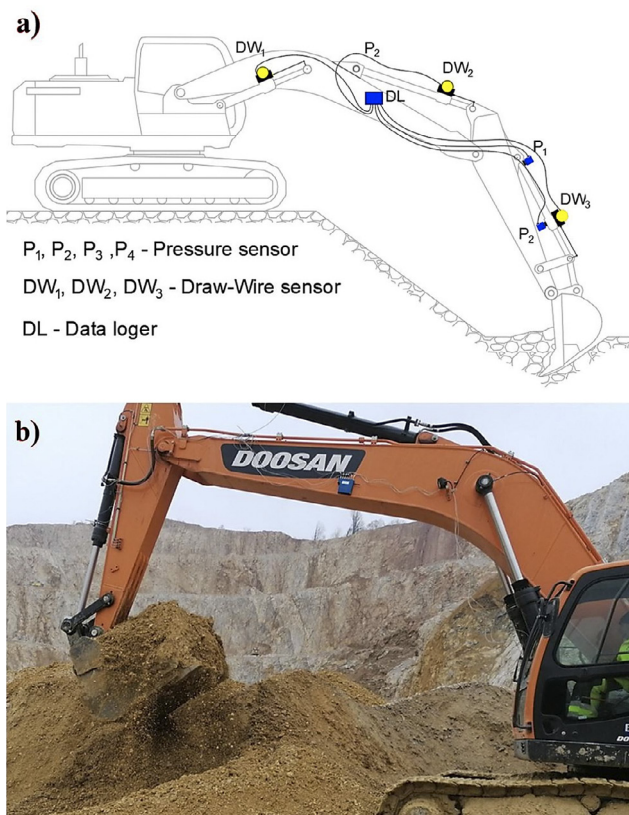 a)
DW₁
P₂
DW₂
DL
P₁
DW₃
P₂
P₁, P₂, P₃ ,P₄ - Pressure sensor
DW₁, DW₂, DW₃ - Draw-Wire sensor
DL - Data loger
b)
DOOSAN